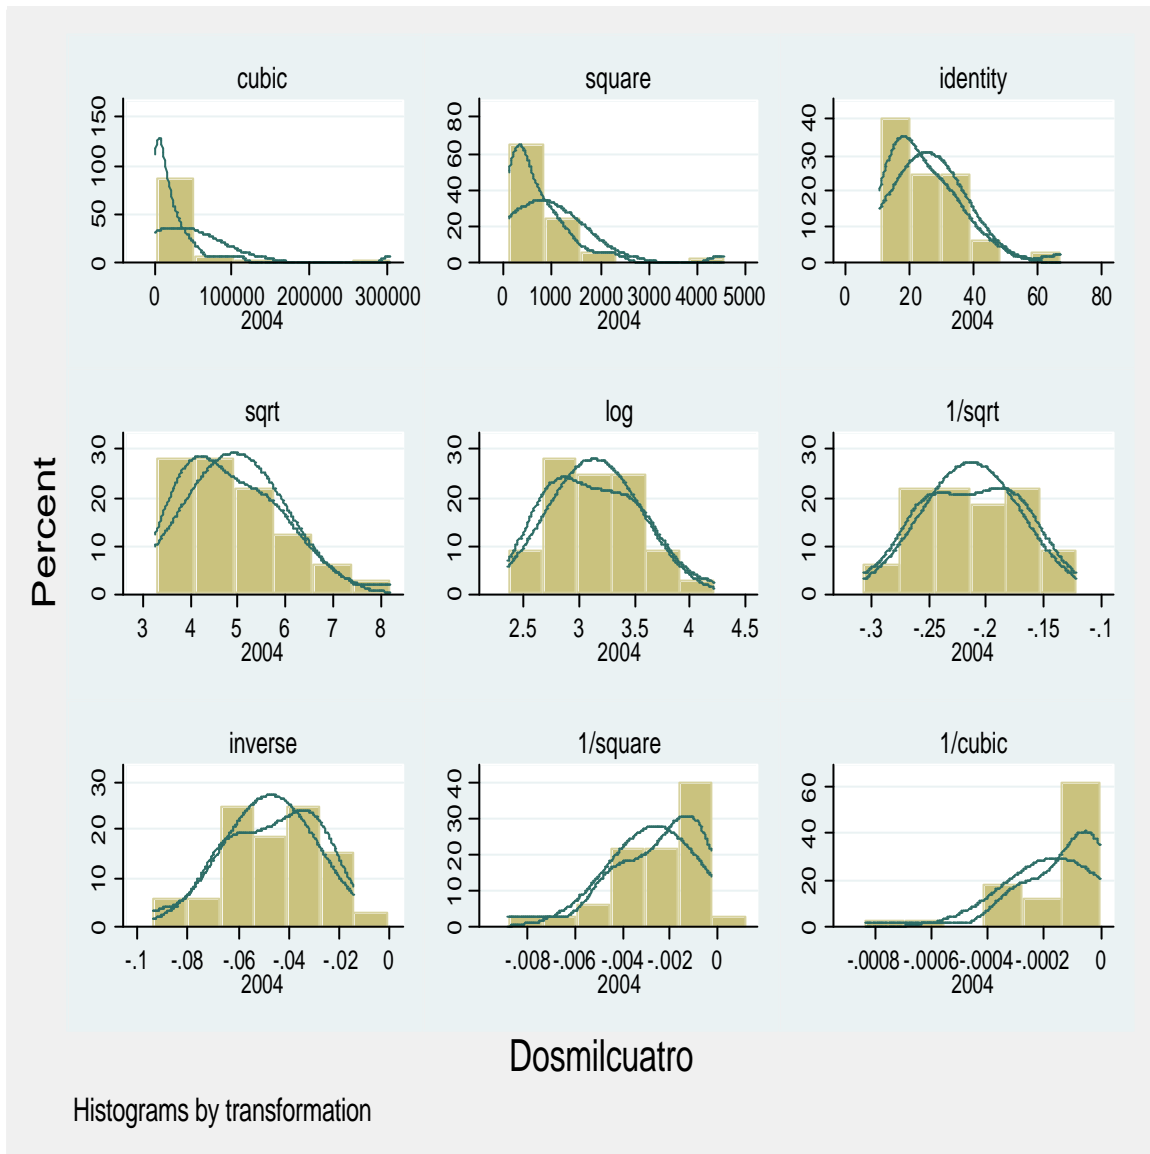 cubic square identity
0 50 100 150
0 20 40 60 80
0 10 20 30 40
0 100000 200000 300000
0 1000 2000 3000 4000 5000
0 20 40 60 80
2004 2004 2004
sqrt log 1/sqrt
0 10 20 30
0 10 20 30
0 10 20 30
3 4 5 6 7 8
2.5 3 3.5 4 4.5
-.3 -.25 -.2 -.15 -.1
2004 2004 2004
Percent
inverse 1/square 1/cubic
0 10 20 30
0 10 20 30 40
0 20 40 60
-.1 -.08 -.06 -.04 -.02 0
-.008 -.006 -.004 -.002 0
-.0008 -.0006 -.0004 -.0002 0
2004 2004 2004
Dosmilcuatro
Histograms by transformation